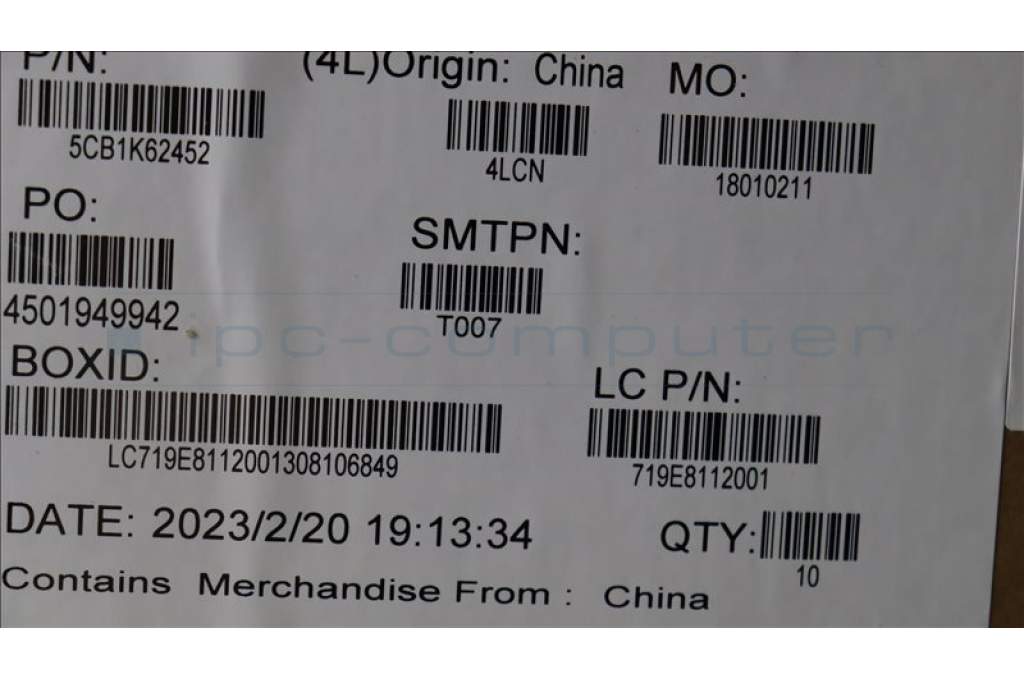 P/N:
(4L)Origin: China
MO:
5CB1K62452
4LCN
18010211
PO:
SMTPN:
4501949942
T007
ipc-computer
BOXID:
LC P/N:
LC719E8112001308106849
719E8112001
DATE: 2023/2/20 19:13:34
QTY:
10
Contains Merchandise From : China